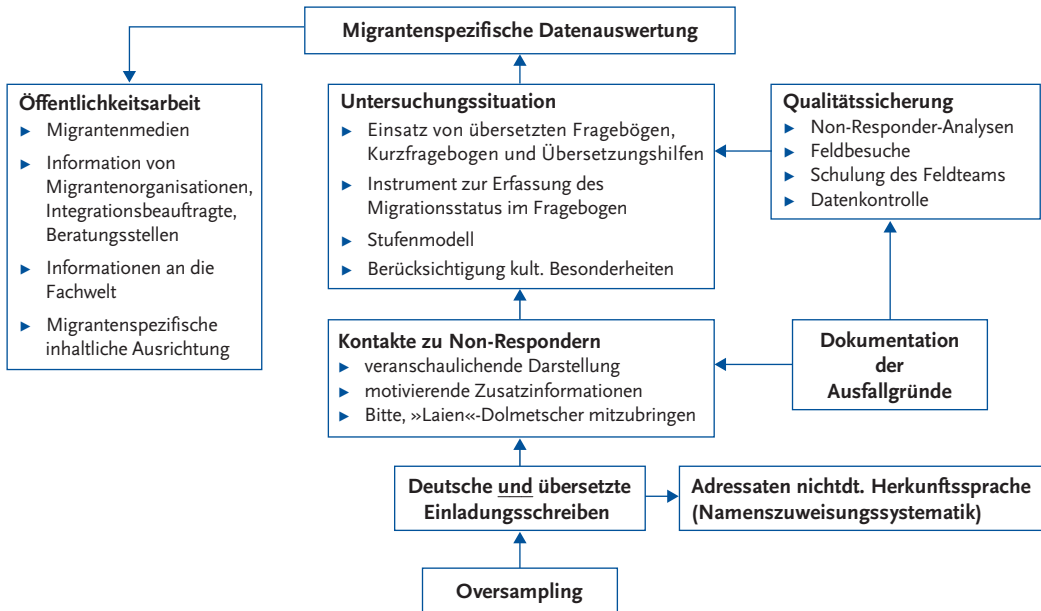 Migrantenspezifische Datenauswertung
Öffentlichkeitsarbeit
► Migrantenmedien
► Information von
Migrantenorganisationen,
Integrationsbeauftragte,
Beratungsstellen
► Informationen an die
Fachwelt
► Migrantenspezifische
inhaltliche Ausrichtung
Untersuchungssituation
► Einsatz von übersetzten Fragebögen,
Kurzfragebogen und Übersetzungshilfen
► Instrument zur Erfassung des
Migrationsstatus im Fragebogen
► Stufenmodell
► Berücksichtigung kult. Besonderheiten
Qualitätssicherung
► Non-Responder-Analysen
► Feldbesuche
► Schulung des Feldteams
► Datenkontrolle
Kontakte zu Non-Respondern
► veranschaulichende Darstellung
► motivierende Zusatzinformationen
► Bitte, »Laien«-Dolmetscher mitzubringen
Dokumentation
der
Ausfallgründe
Deutsche und übersetzte
Einladungsschreiben
Adressaten nichtdt. Herkunftssprache
(Namenszuweisungssystematik)
Oversampling